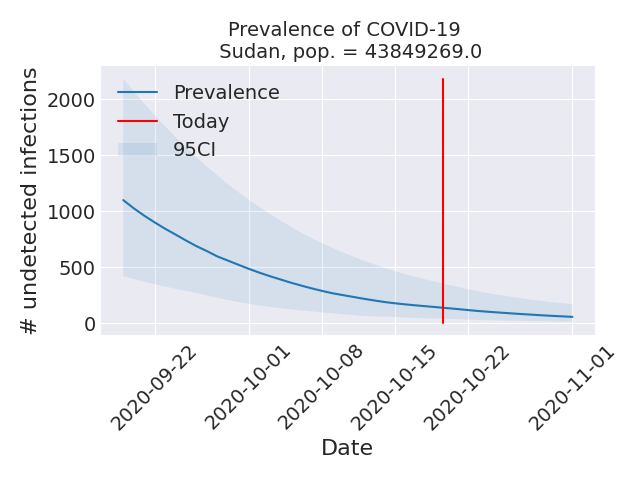 Prevalence of COVID-19
Sudan, pop. = 43849269.0
# undetected infections
2000
1500
1000
500
0
Prevalence
Today
95CI
2020-09-22
2020-10-01
2020-10-08
2020-10-15
2020-10-22
2020-11-01
Date